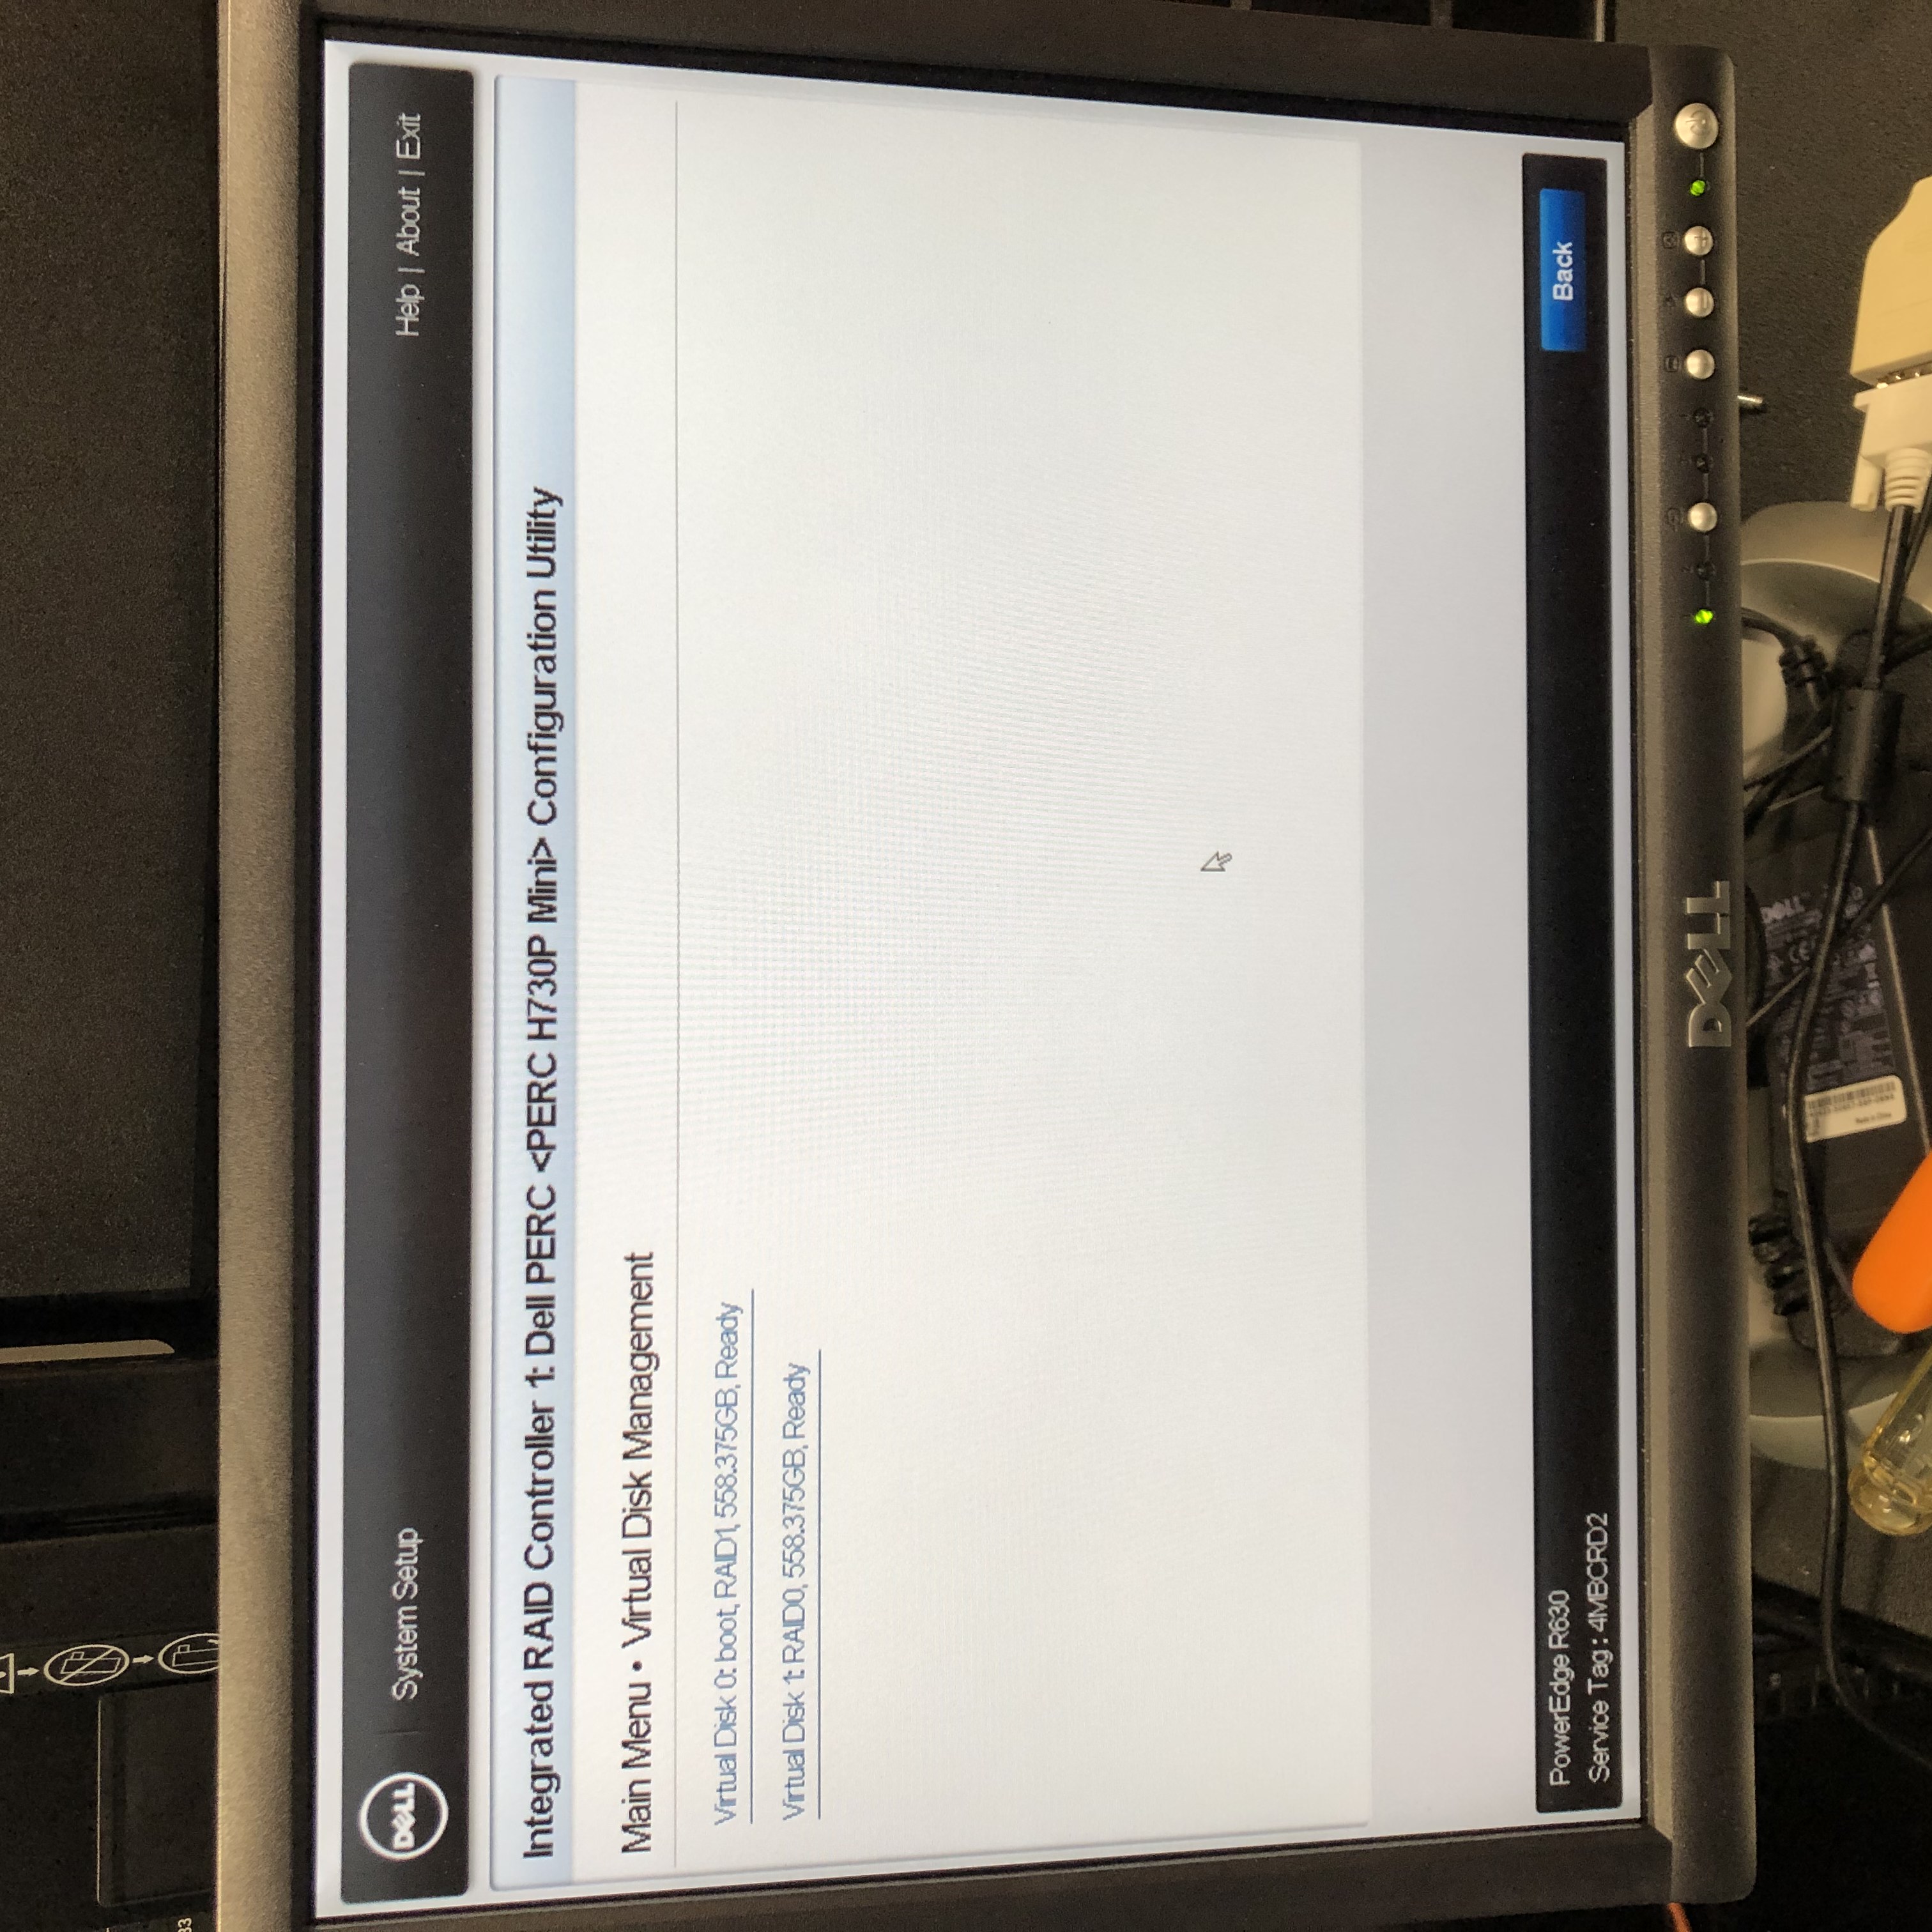 33
DELL
System Setup
Help | About | Exit
Integrated RAID Controller 1: Dell PERC <PERC H730P Mini> Configuration Utility
Main Menu • Virtual Disk Management
Virtual Disk 0: boot, RAID1, 558.375GB, Ready
Virtual Disk 1: RAID0, 558.375GB, Ready
PowerEdge R630
Service Tag : 4MBCRD2
Back
DELL
DELL